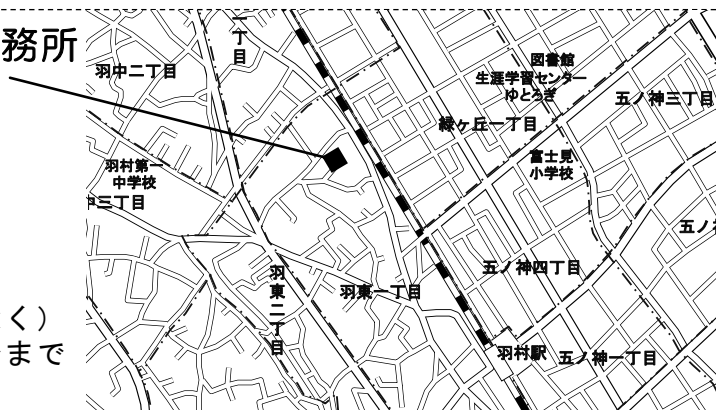 務所
一丁目
羽中二丁目
図書館
生涯学習センター
ゆとろぎ
五ノ神三丁目
緑ヶ丘一丁目
羽村第一
中学校
富士見
小学校
三丁目
五ノ
五ノ神四丁目
羽東二丁目
羽東一丁目
く）
まで
羽村駅
五ノ神一丁目